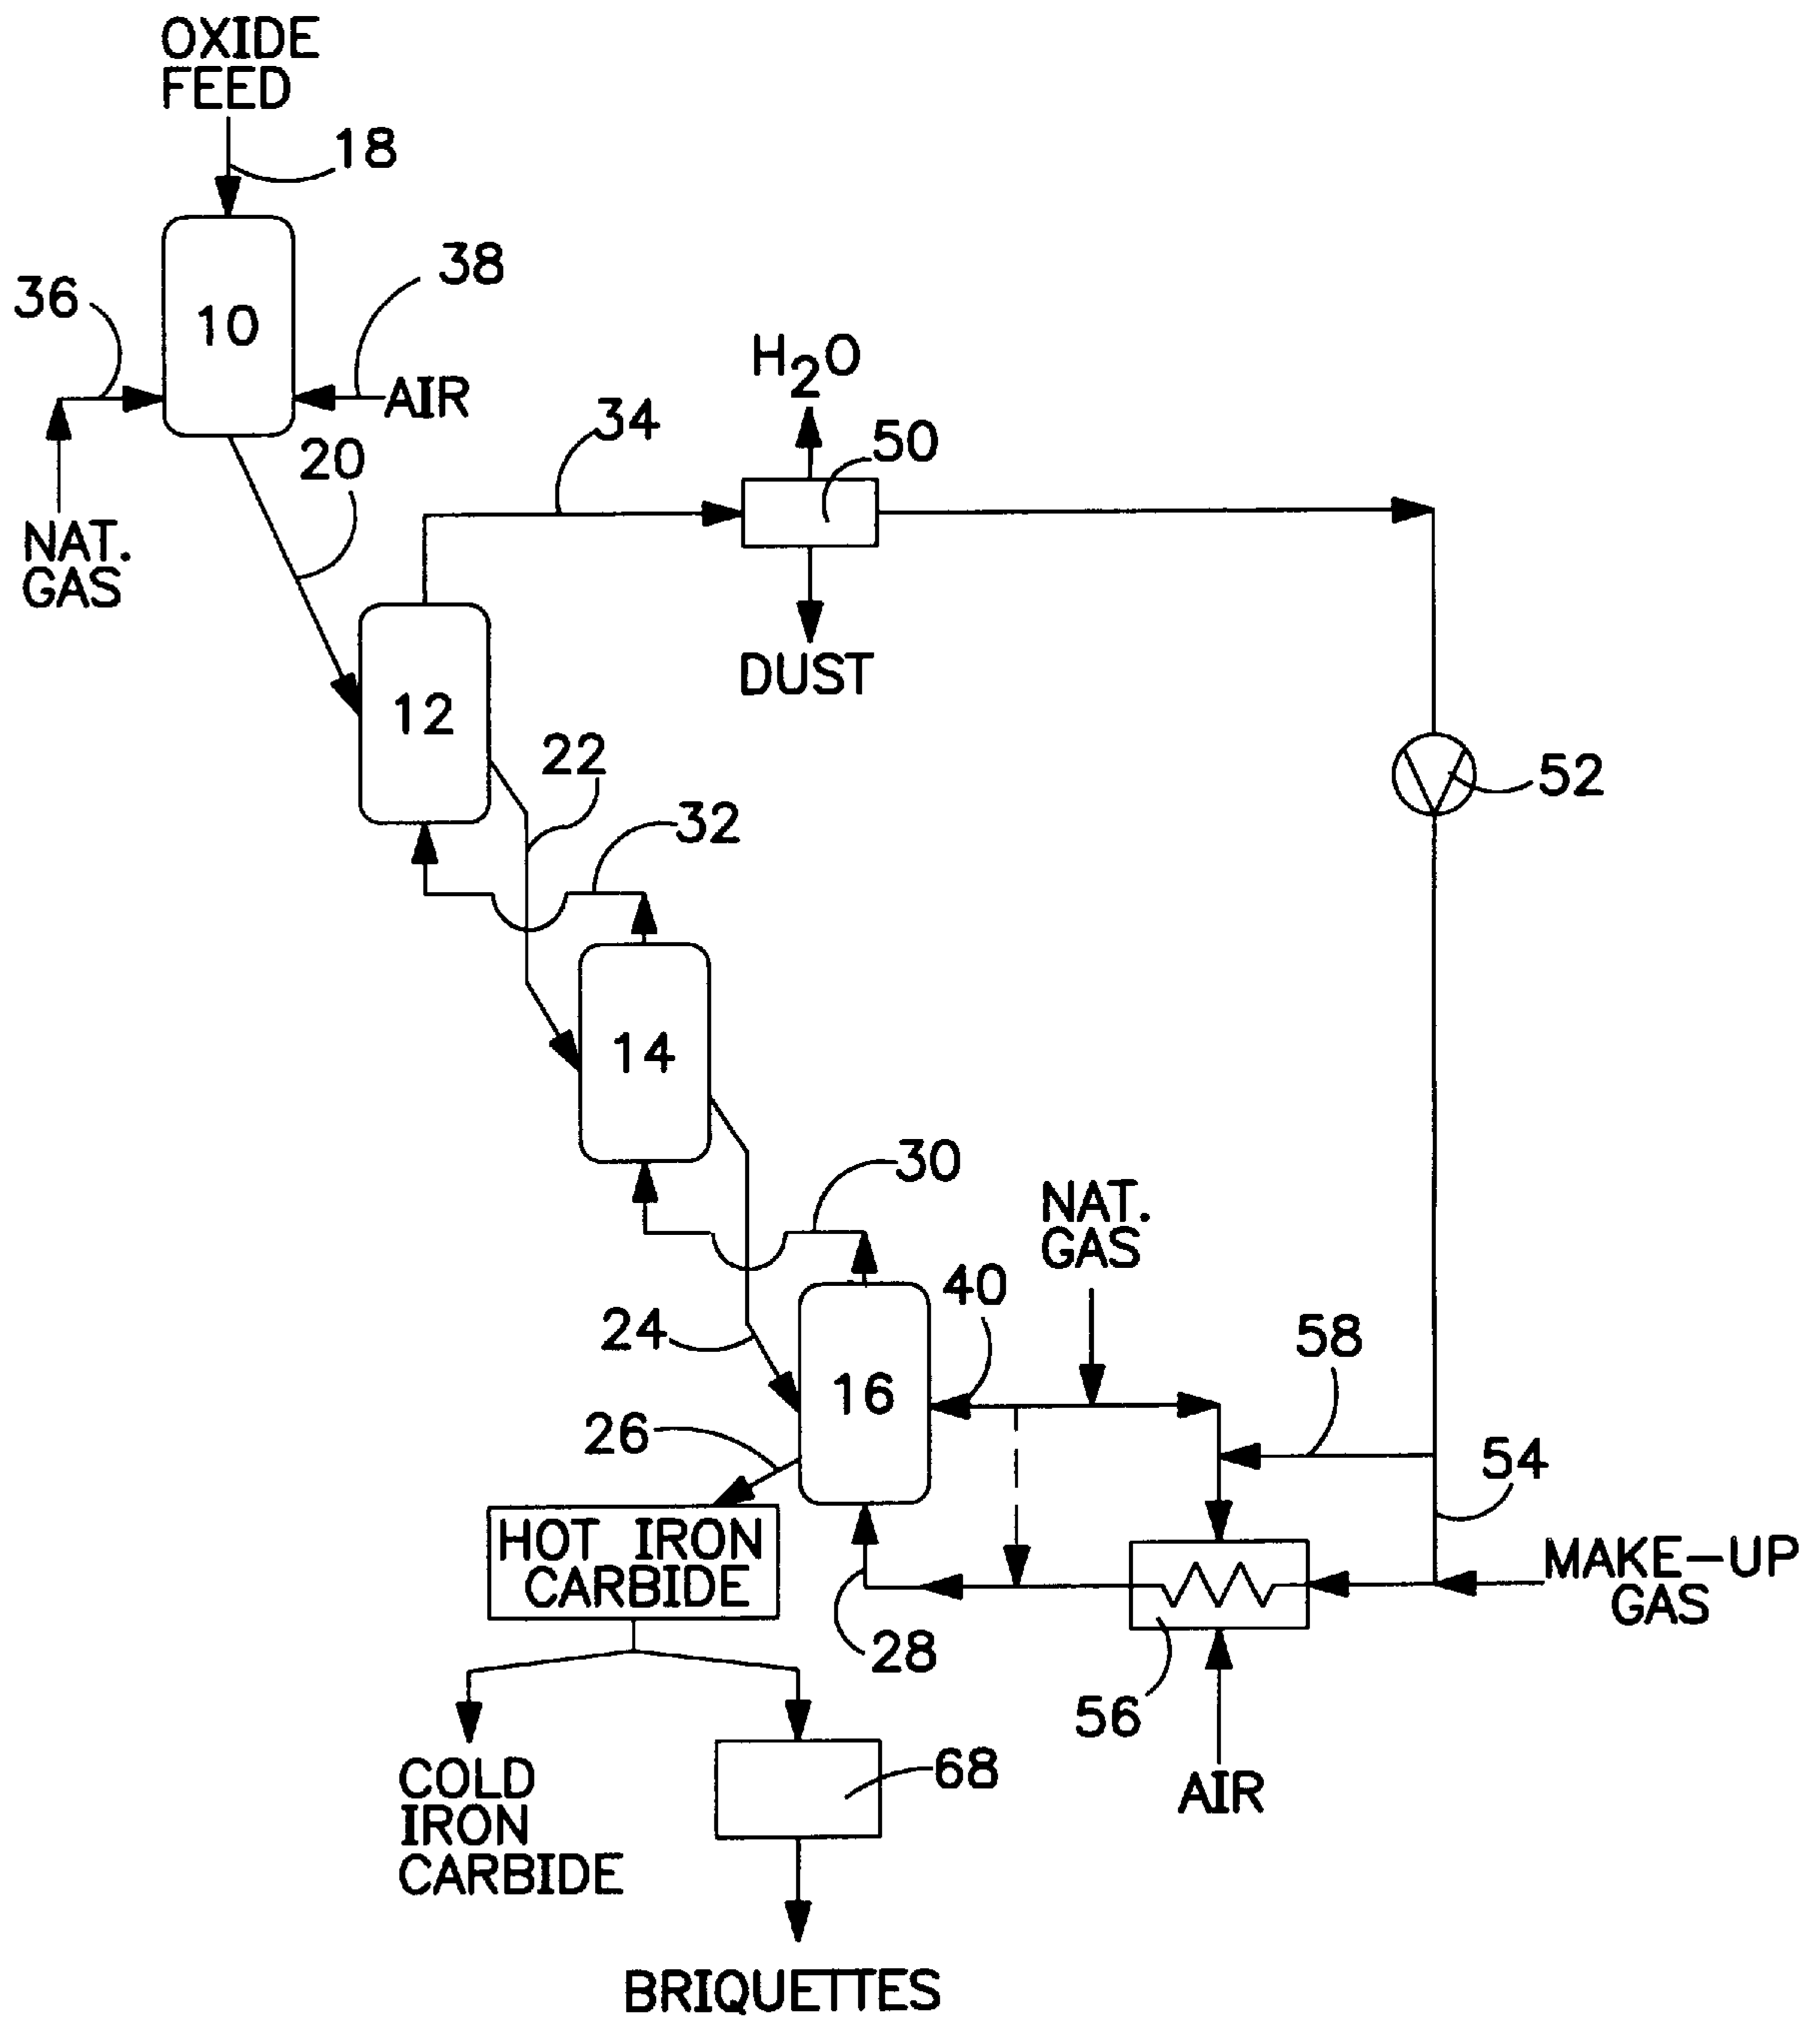 OXIDE
FEED
18
38
36
10
AIR
H2O
34
50
20
NAT.
GAS
DUST
12
22
52
32
14
30
NAT.
GAS
40
24
58
16
26
54
HOT IRON
CARBIDE
MAKE-UP
GAS
28
56
68
COLD
IRON
CARBIDE
AIR
BRIQUETTES